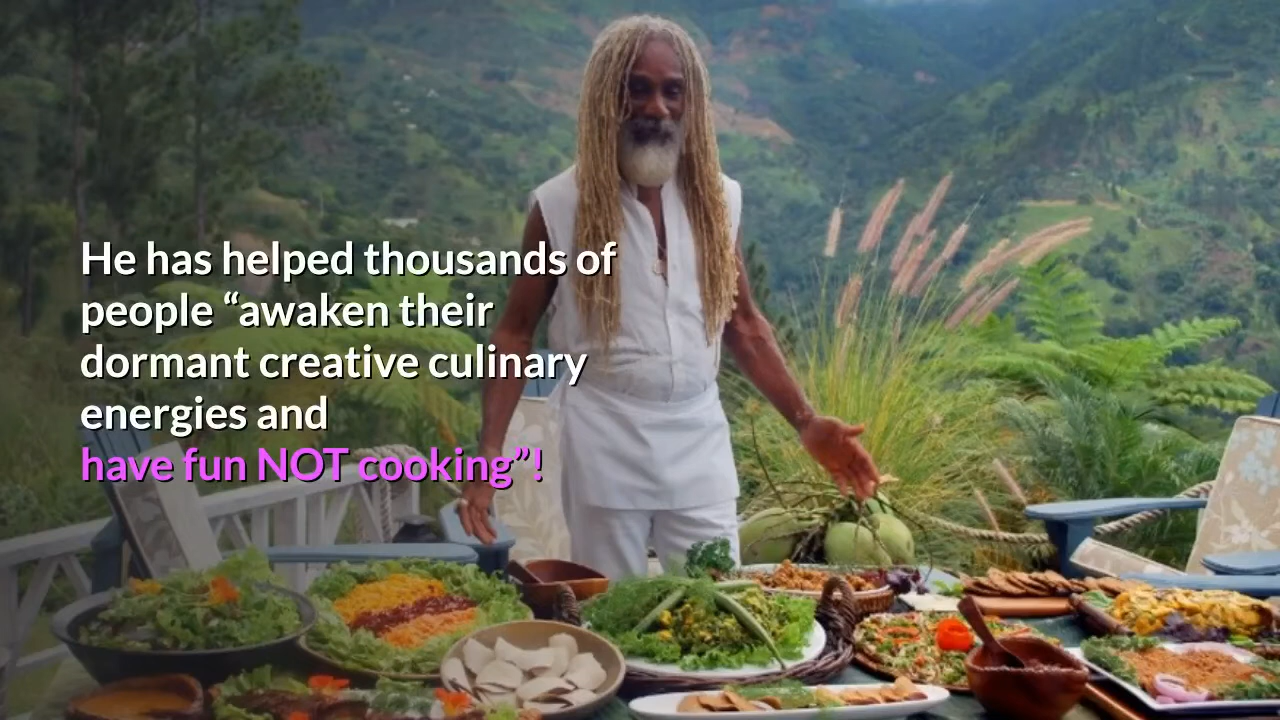 He has helped thousands of
people “awaken their
dormant creative culinary
energies and
have fun NOT cooking”!